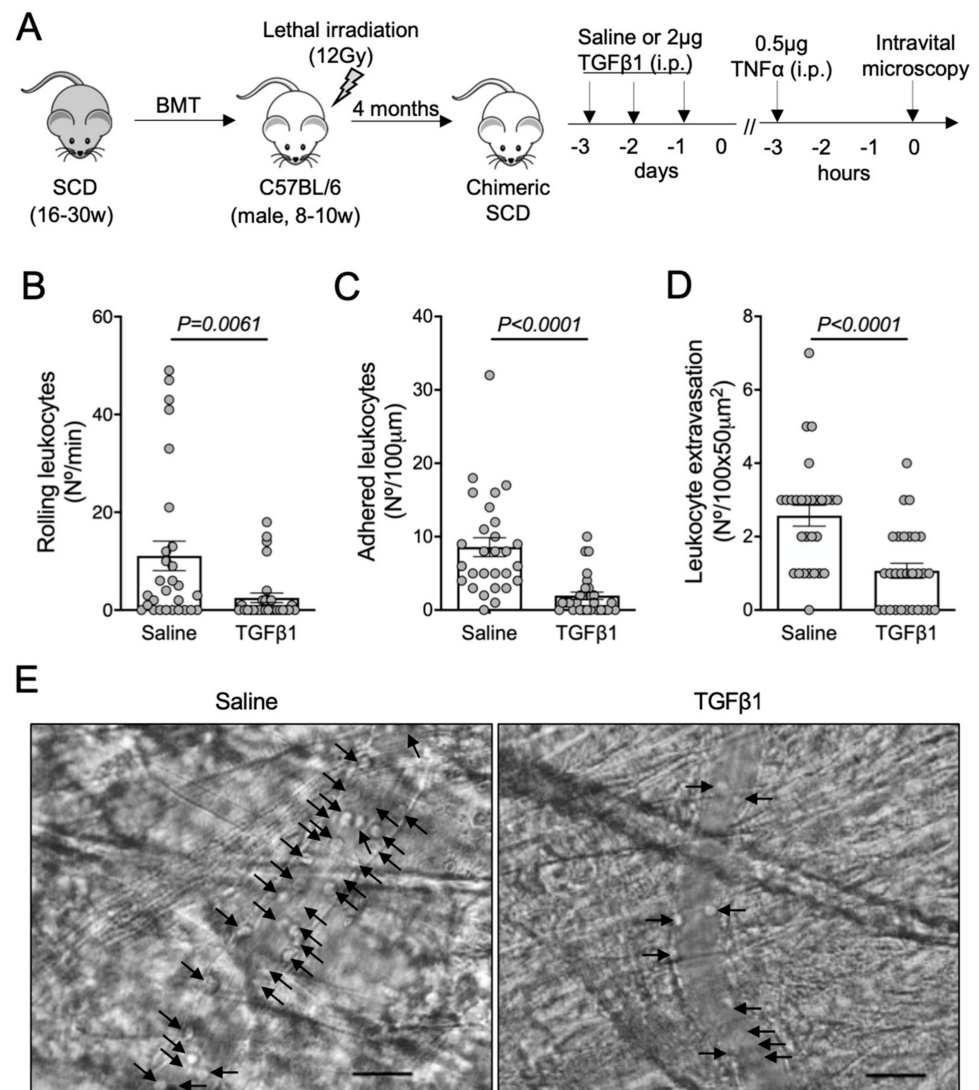 A
Lethal irradiation
(12Gy)
BMT
4 months
SCD
(16-30w)
C57BL/6
(male, 8-10w)
Chimeric
SCD
Saline or 2µg
TGFβ1 (i.p.)
0.5µg
TNFα (i.p.)
Intravital
microscopy
//
-3 -2 -1 0
days
-3 -2 -1 0
hours
B
P=0.0061
Rolling leukocytes
(Nº/min)
60
40
20
0
Saline TGFβ1
C
P<0.0001
Adhered leukocytes
(Nº/100µm)
40
30
20
10
0
Saline TGFβ1
D
P<0.0001
Leukocyte extravasation
(Nº/100x50µm²)
8
6
4
2
0
Saline TGFβ1
E
Saline
TGFβ1